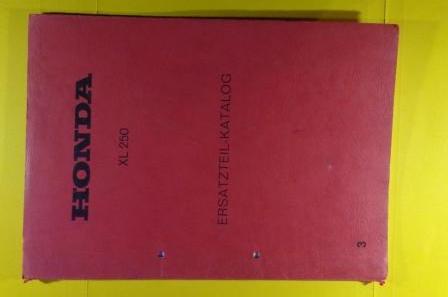 HONDA
XL 250
ERSATZTEIL-KATALOG
3